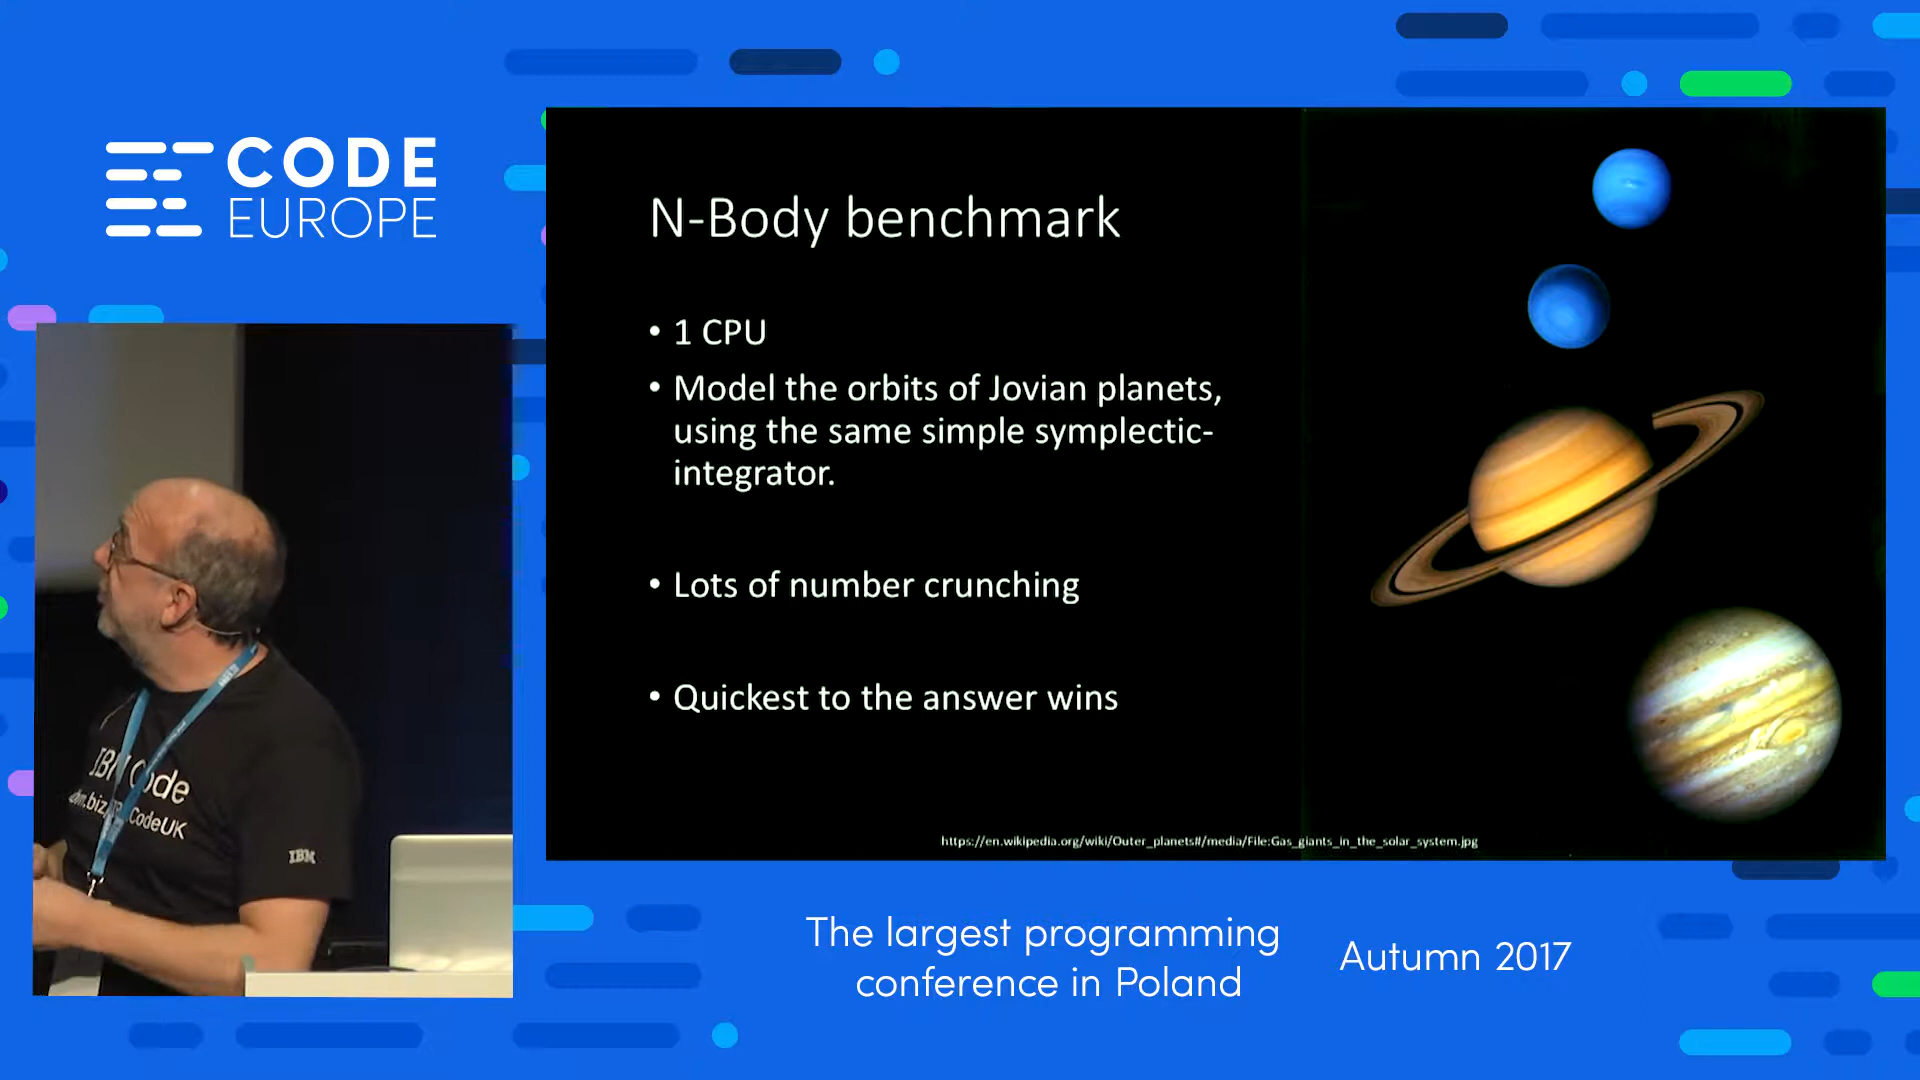 CODE
EUROPE
N-Body benchmark
• 1 CPU
• Model the orbits of Jovian planets,
using the same simple symplectic-
integrator.
• Lots of number crunching
• Quickest to the answer wins
https://en.wikipedia.org/wiki/Outer_planets#/media/File:Gas_giants_in_the_solar_system.jpg
IBM Code
CodeUK
IBM
The largest programming
conference in Poland
Autumn 2017